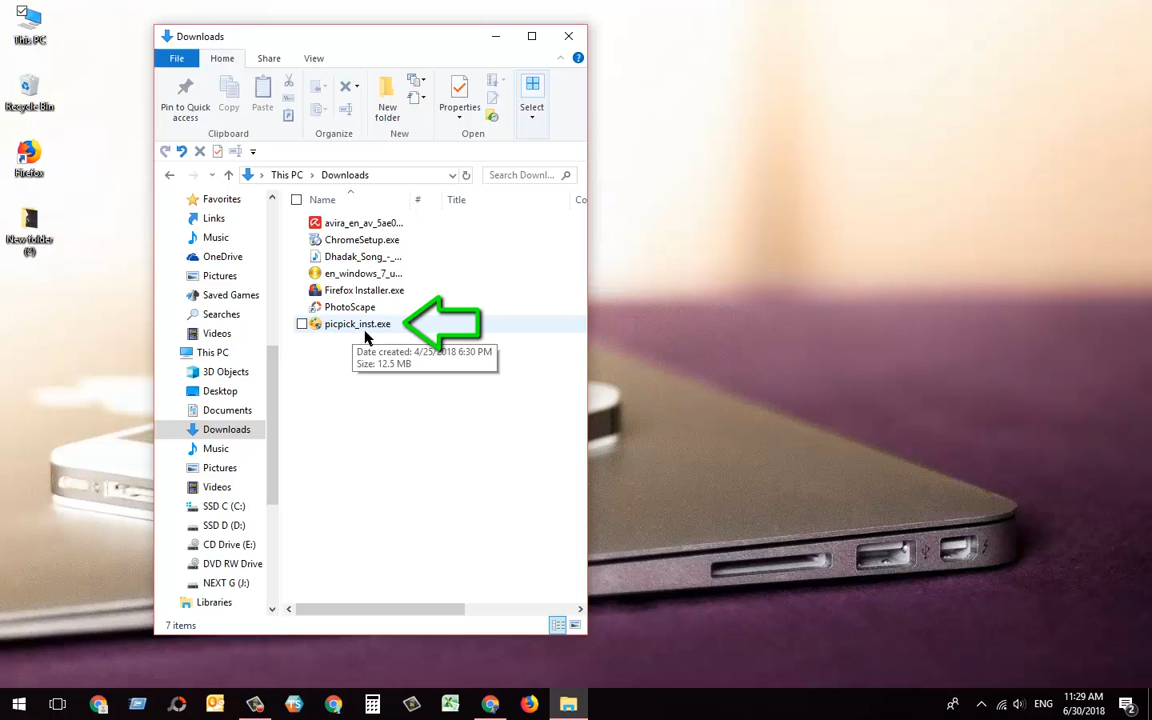 This PC
Recycle Bin
Firefox
New folder
(4)
Downloads
File
Home
Share
View
Pin to Quick
access
Copy
Paste
New
folder
Properties
Select
Clipboard
Organize
New
Open
This PC > Downloads
Search Downl...
Name
#
Title
Co
Favorites
Links
Music
OneDrive
Pictures
Saved Games
Searches
Videos
This PC
3D Objects
Desktop
Documents
Downloads
Music
Pictures
Videos
SSD C (C:)
SSD D (D:)
CD Drive (E:)
DVD RW Drive
NEXT G (J:)
Libraries
avira_en_av_5ae0...
ChromeSetup.exe
Dhadak_Song_-_...
en_windows_7_u...
Firefox Installer.exe
PhotoScape
picpick_inst.exe
Date created: 4/25/2018 6:30 PM
Size: 12.5 MB
7 items
ENG
11:29 AM
6/30/2018
2